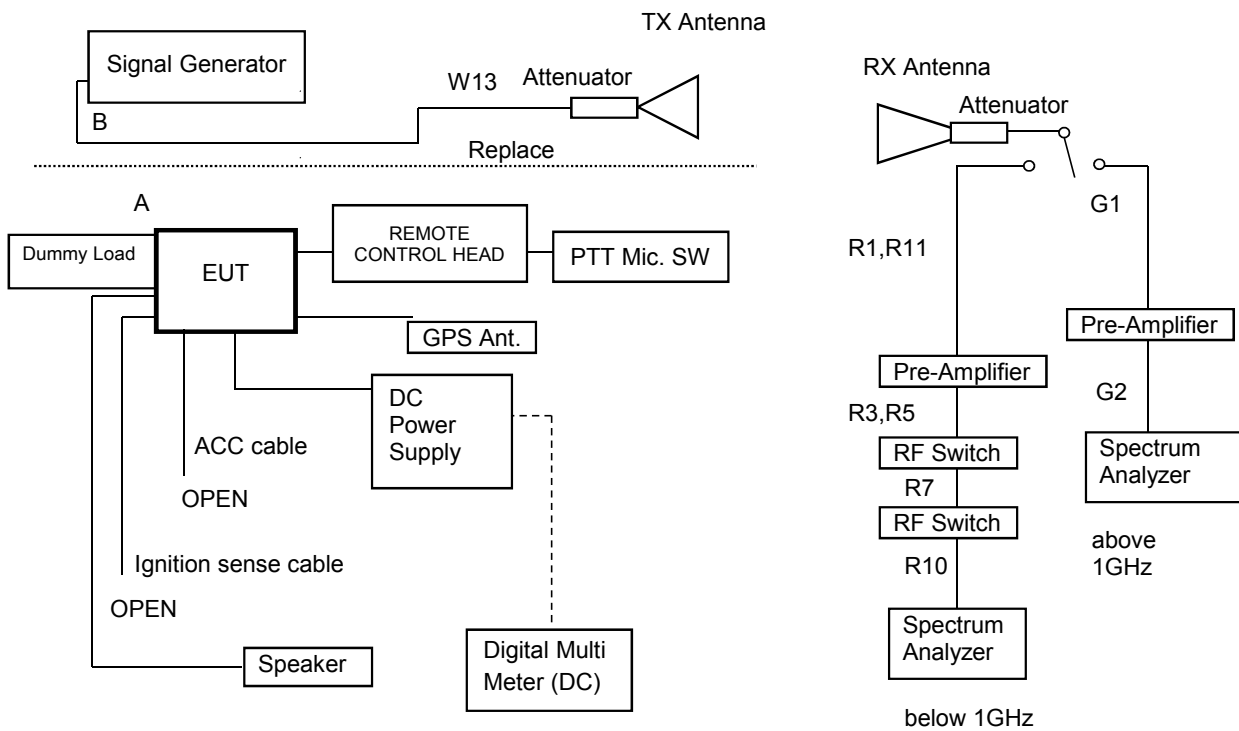 TX Antenna
Signal Generator
W13
Attenuator
B
Replace
RX Antenna
Attenuator
G1
R1,R11
Pre-Amplifier
G2
Spectrum
Analyzer
above
1GHz
Pre-Amplifier
R3,R5
RF Switch
R7
RF Switch
R10
Spectrum
Analyzer
below 1GHz
A
Dummy Load
EUT
REMOTE
CONTROL HEAD
PTT Mic. SW
GPS Ant.
DC
Power
Supply
ACC cable
OPEN
Ignition sense cable
OPEN
Speaker
Digital Multi
Meter (DC)